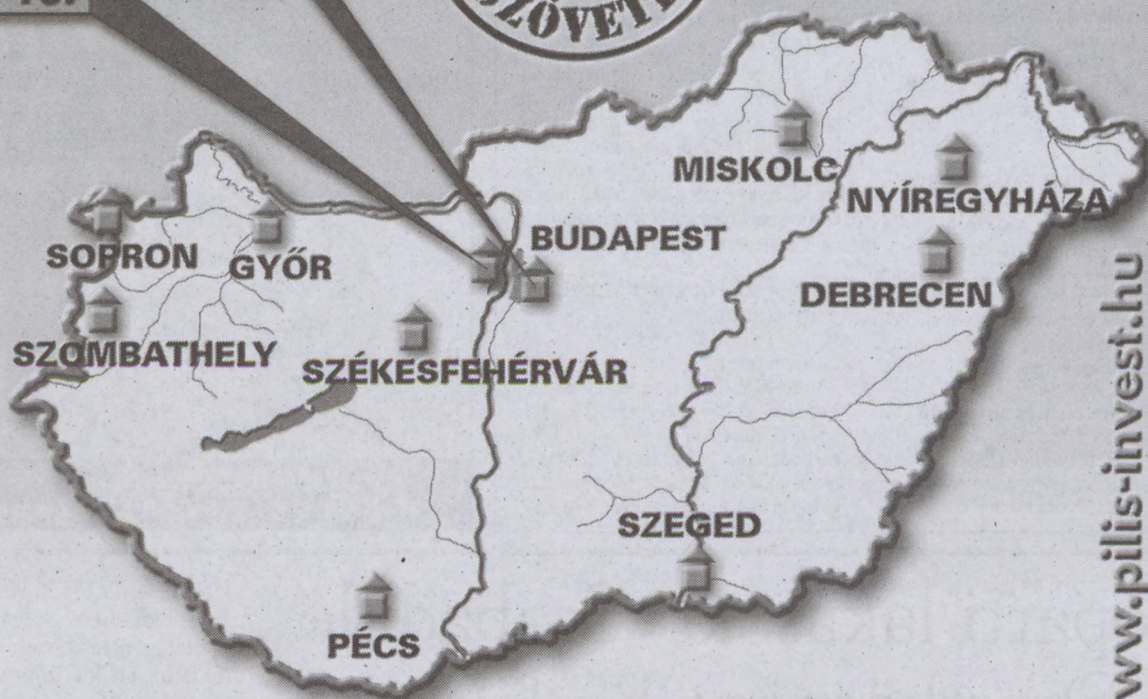 MISKOLC
NYÍREGYHÁZA
BUDAPEST
SOPRON
GYŐR
DEBRECEN
SZOMBATHELY
SZÉKESFEHÉRVÁR
SZEGED
PÉCS
www.pilis-invest.hu